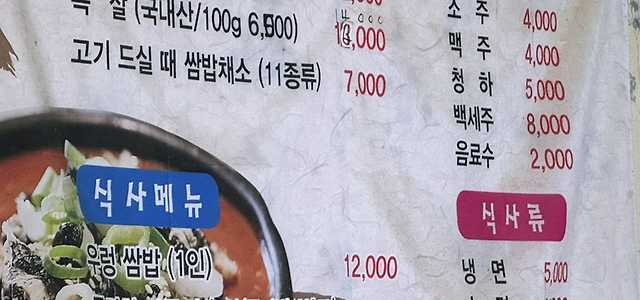 살 (국내산/100g 6,500) 13,000
14,000
고기 드실 때 쌈밥채소 (11종류) 7,000
식사메뉴
우렁 쌈밥 (1인) 12,000
소 주 4,000
맥 주 4,000
청 하 5,000
백세주 8,000
음료수 2,000
식사류
냉 면 5,000